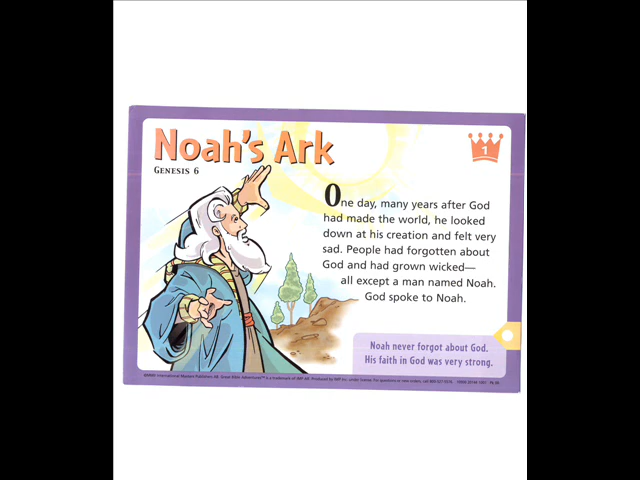 Noah's Ark
GENESIS 6
1
One day, many years after God
had made the world, he looked
down at his creation and felt very
sad. People had forgotten about
God and had grown wicked—
all except a man named Noah.
God spoke to Noah.
Noah never forgot about God.
His faith in God was very strong.